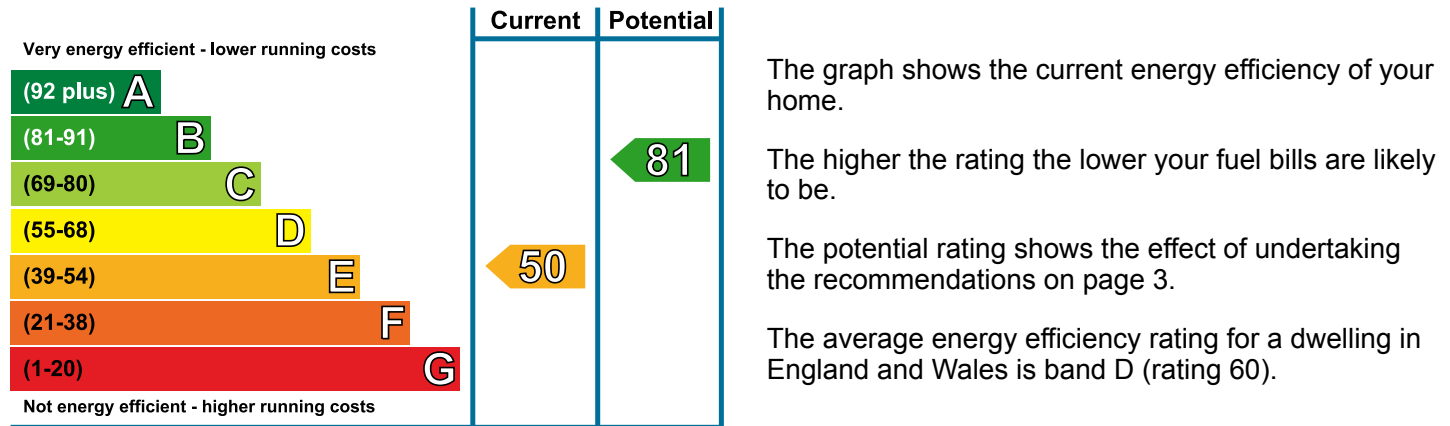 Current Potential
Very energy efficient - lower running costs
(92 plus) A
(81-91) B
81
(69-80) C
(55-68) D
(39-54) E
50
(21-38) F
(1-20) G
Not energy efficient - higher running costs
The graph shows the current energy efficiency of your
home.
The higher the rating the lower your fuel bills are likely
to be.
The potential rating shows the effect of undertaking
the recommendations on page 3.
The average energy efficiency rating for a dwelling in
England and Wales is band D (rating 60).